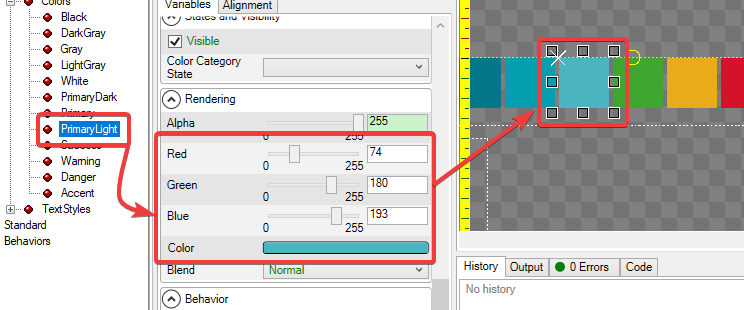 Colors
Black
DarkGray
Gray
LightGray
White
PrimaryDark
Primary
PrimaryLight
Success
Warning
Danger
Accent
TextStyles
Standard
Behaviors
Variables
Alignment
States and Visibility
Visible
Color Category
State
Rendering
Alpha
255
0 255
Red
74
0 255
Green
180
0 255
Blue
193
0 255
Color
Blend
Normal
Behavior
History
Output
0 Errors
Code
No history